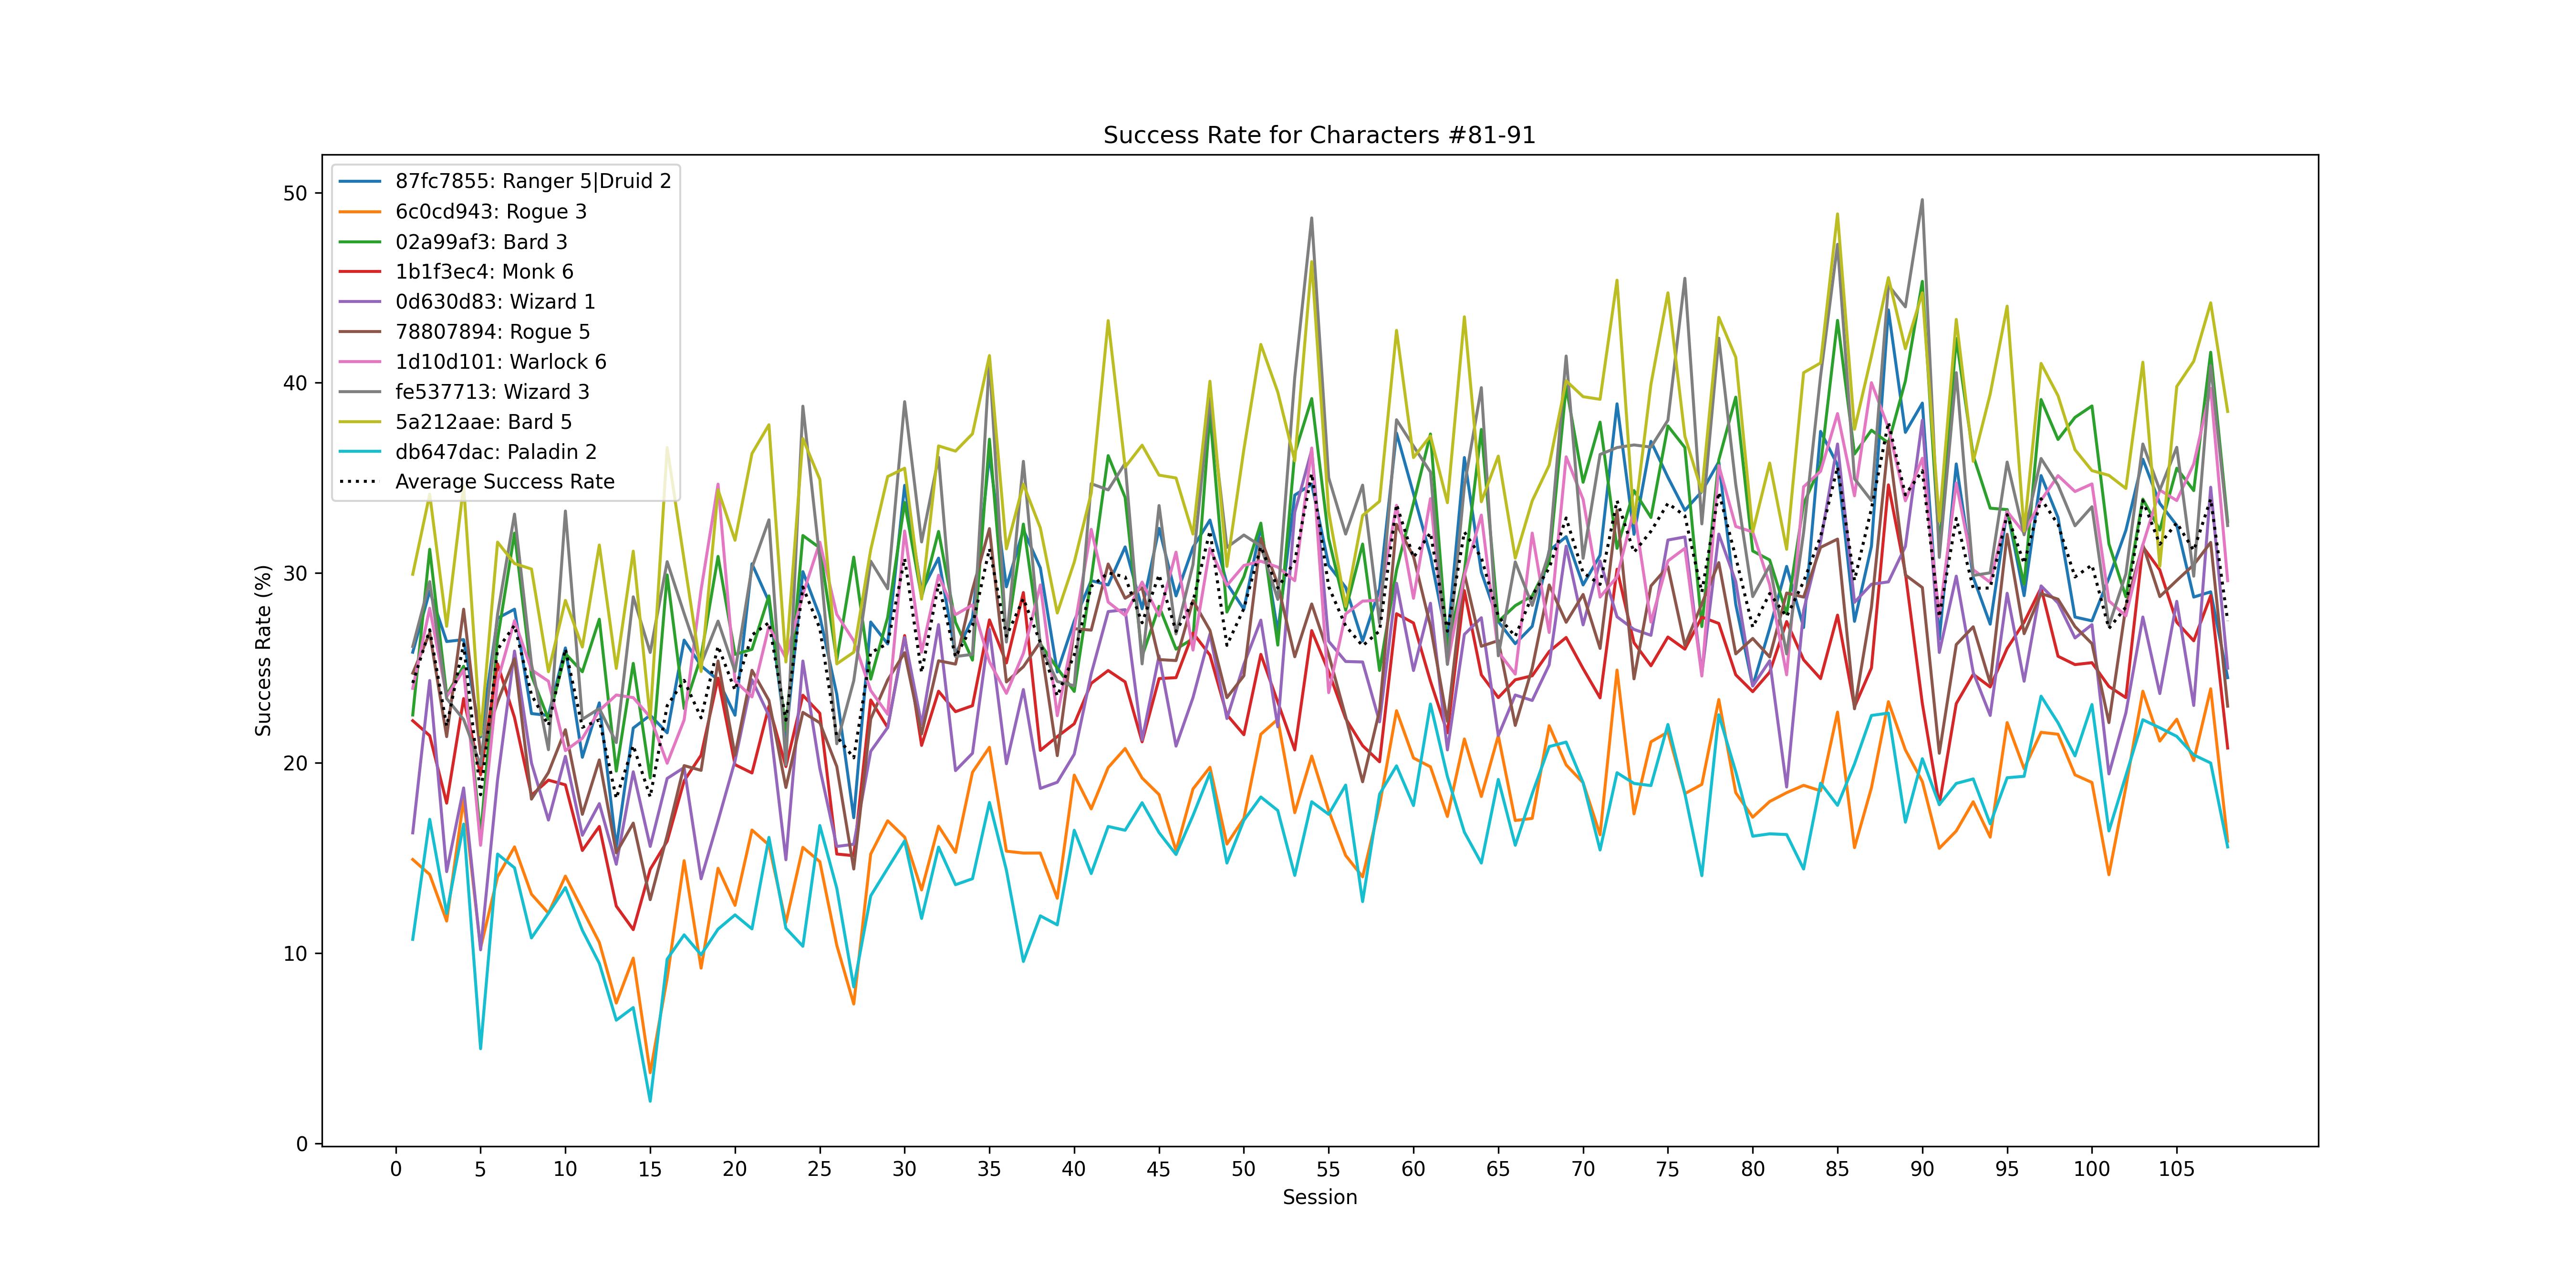 Success Rate for Characters #81-91
87fc7855: Ranger 5|Druid 2
6c0cd943: Rogue 3
02a99af3: Bard 3
1b1f3ec4: Monk 6
0d630d83: Wizard 1
78807894: Rogue 5
1d10d101: Warlock 6
fe537713: Wizard 3
5a212aae: Bard 5
db647dac: Paladin 2
Average Success Rate
Success Rate (%)
50
40
30
20
10
0
0 5 10 15 20 25 30 35 40 45 50 55 60 65 70 75 80 85 90 95 100 105
Session